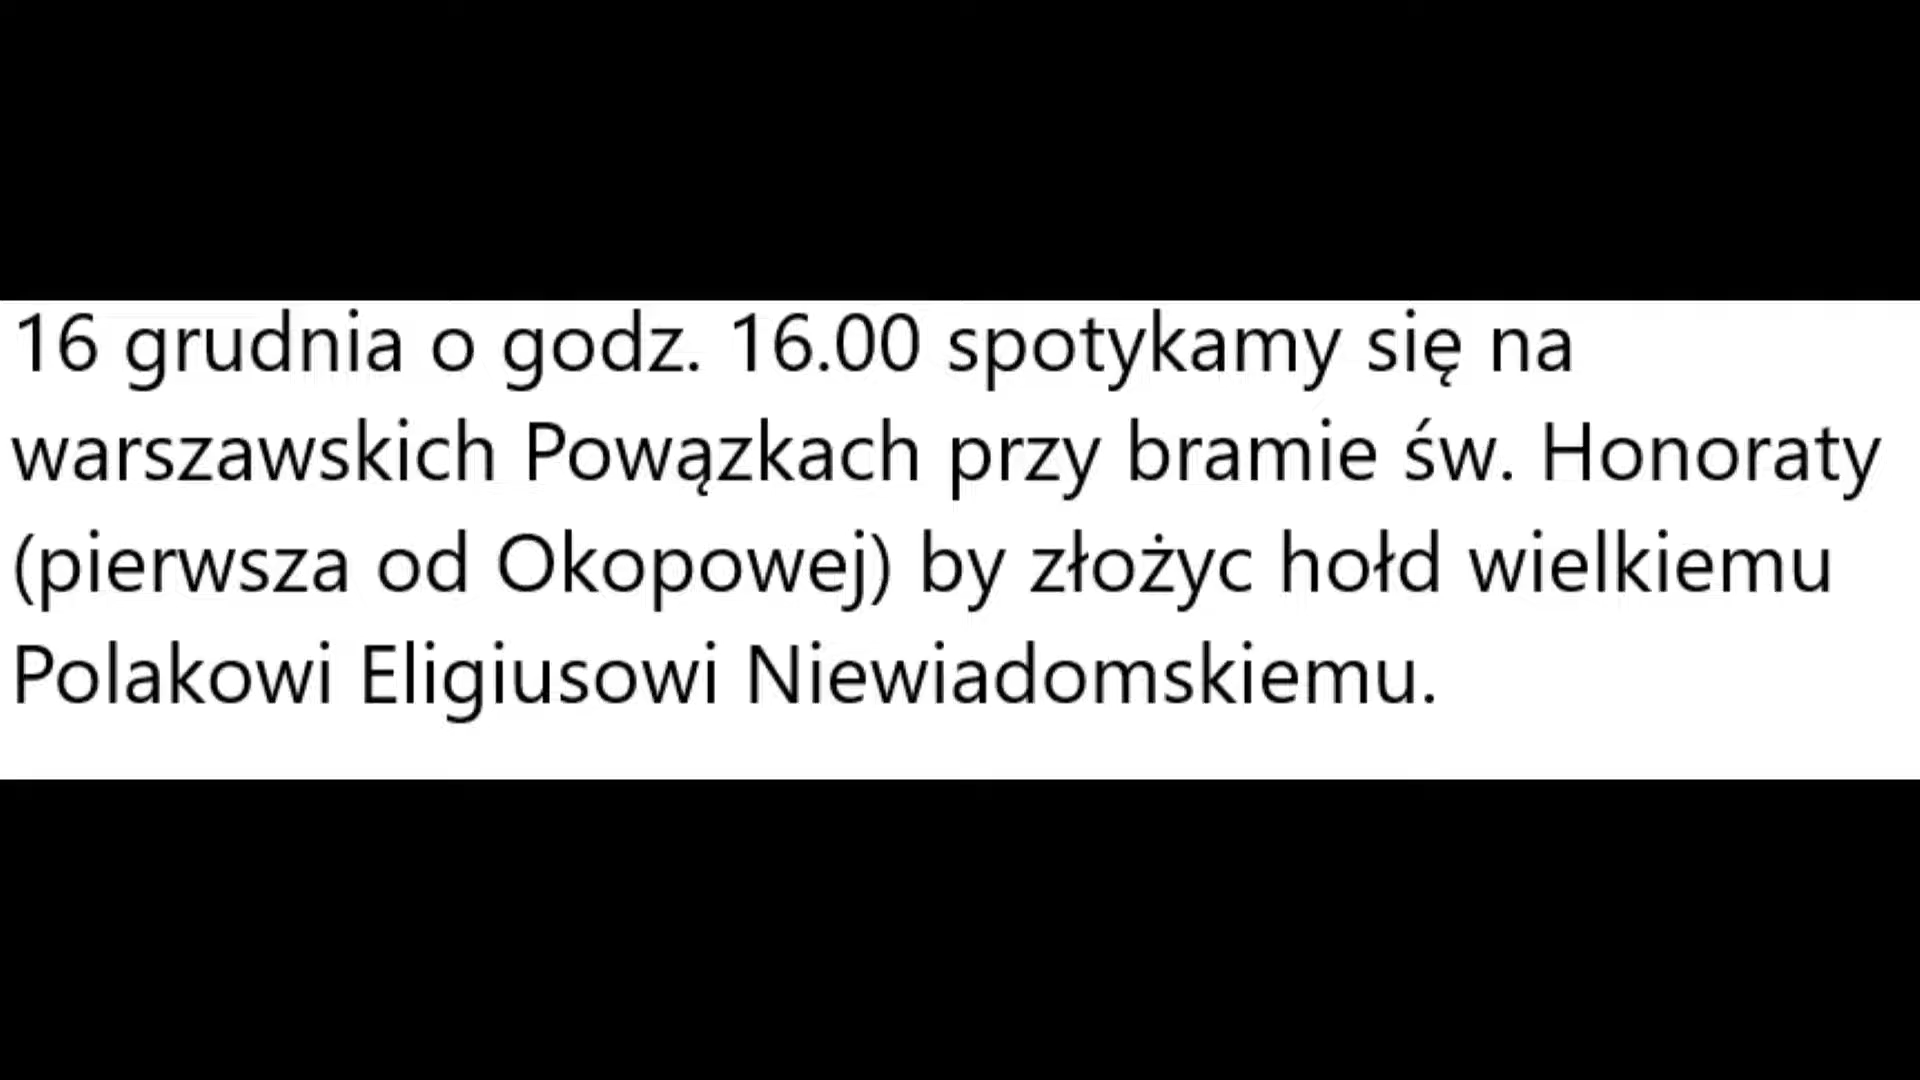 16 grudnia o godz. 16.00 spotykamy się na
warszawskich Powązkach przy bramie św. Honoraty
(pierwsza od Okopowej) by złożyc hołd wielkiemu
Polakowi Eligiusowi Niewiadomskiemu.